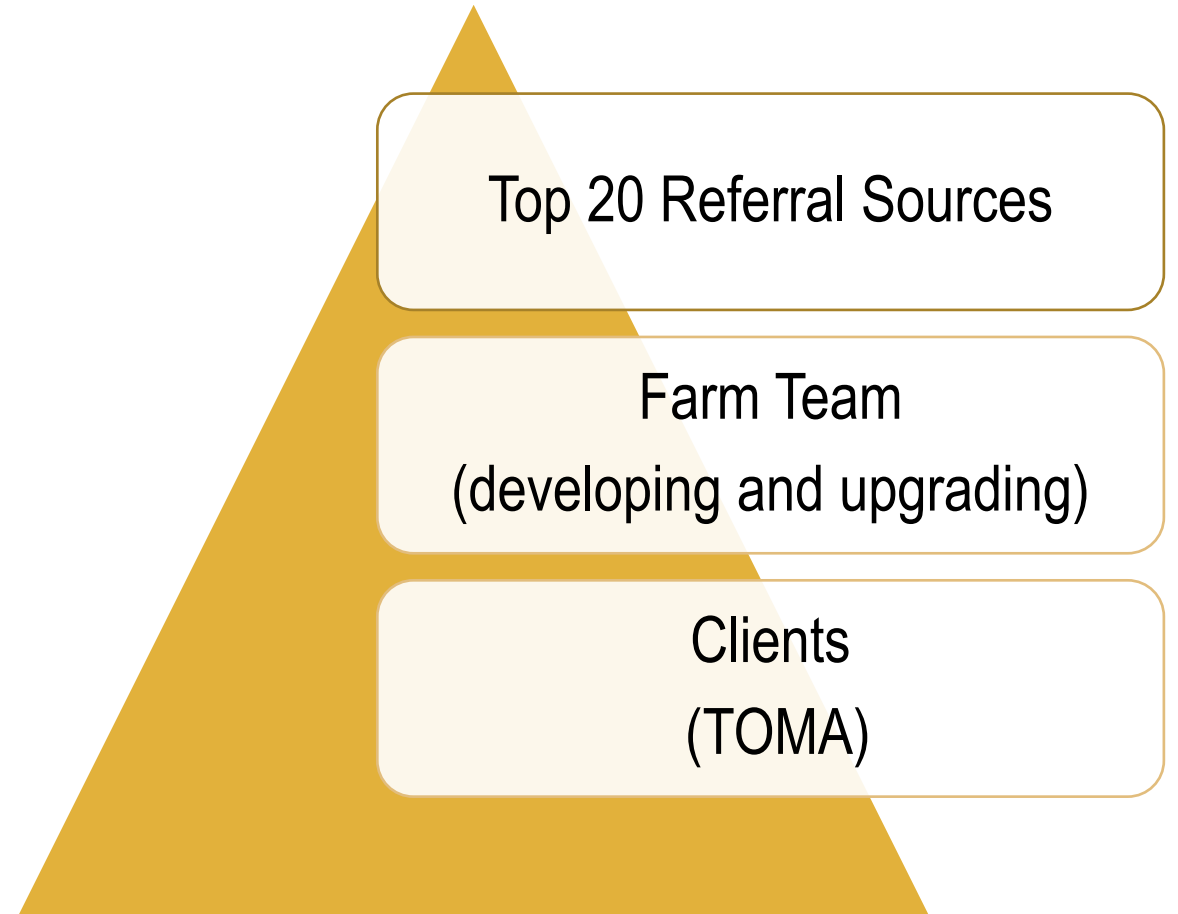 Top 20 Referral Sources
Farm Team
(developing and upgrading)
Clients
(TOMA)